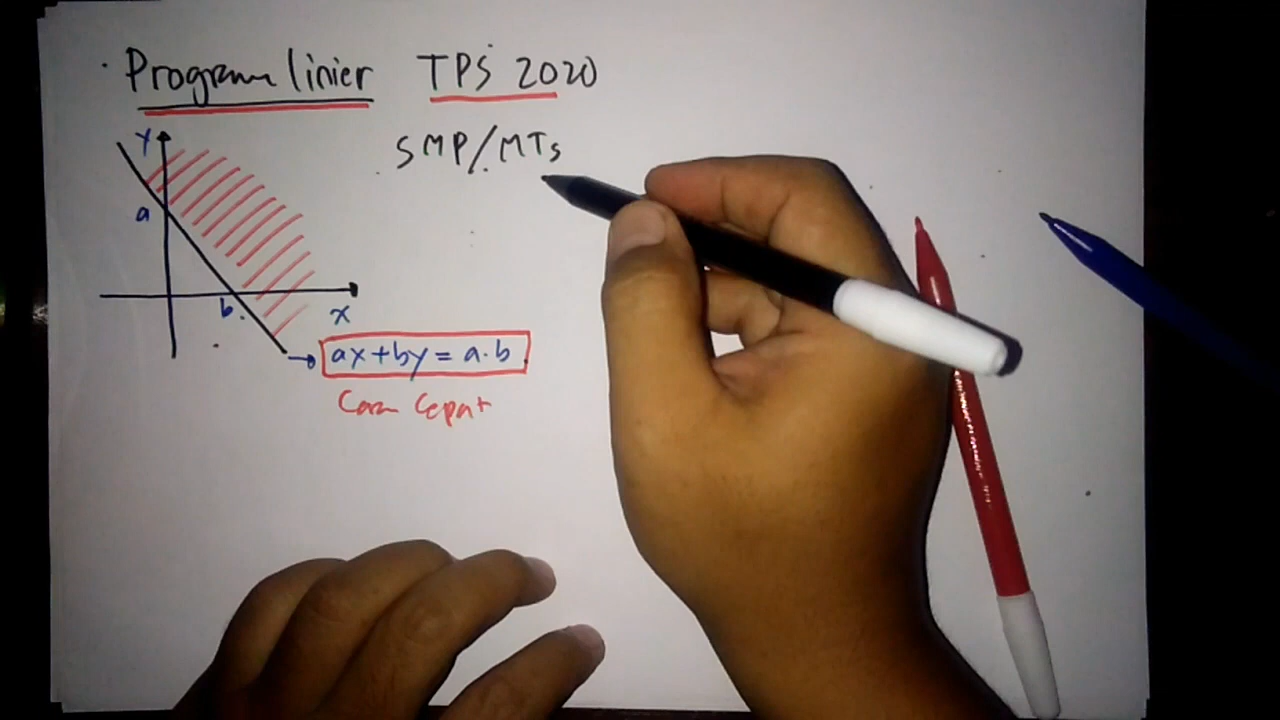 Program linier TPS 2020
SMP/MTs
y
a
b.
x
ax+by = a.b
Cara Cepat